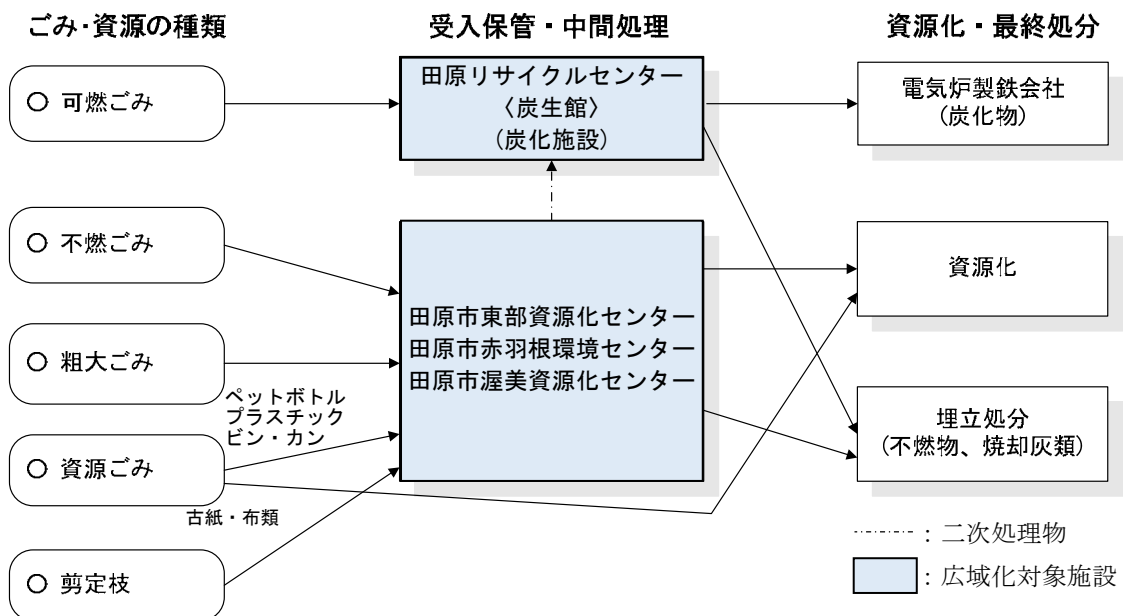 ごみ・資源の種類
受入保管・中間処理
資源化・最終処分
○ 可燃ごみ
田原リサイクルセンター
〈炭生館〉
(炭化施設)
電気炉製鉄会社
(炭化物)
○ 不燃ごみ
資源化
田原市東部資源化センター
田原市赤羽根環境センター
田原市渥美資源化センター
○ 粗大ごみ
ペットボトル
プラスチック
ビン・カン
○ 資源ごみ
古紙・布類
埋立処分
(不燃物、焼却灰類)
○ 剪定枝
：二次処理物
：広域化対象施設